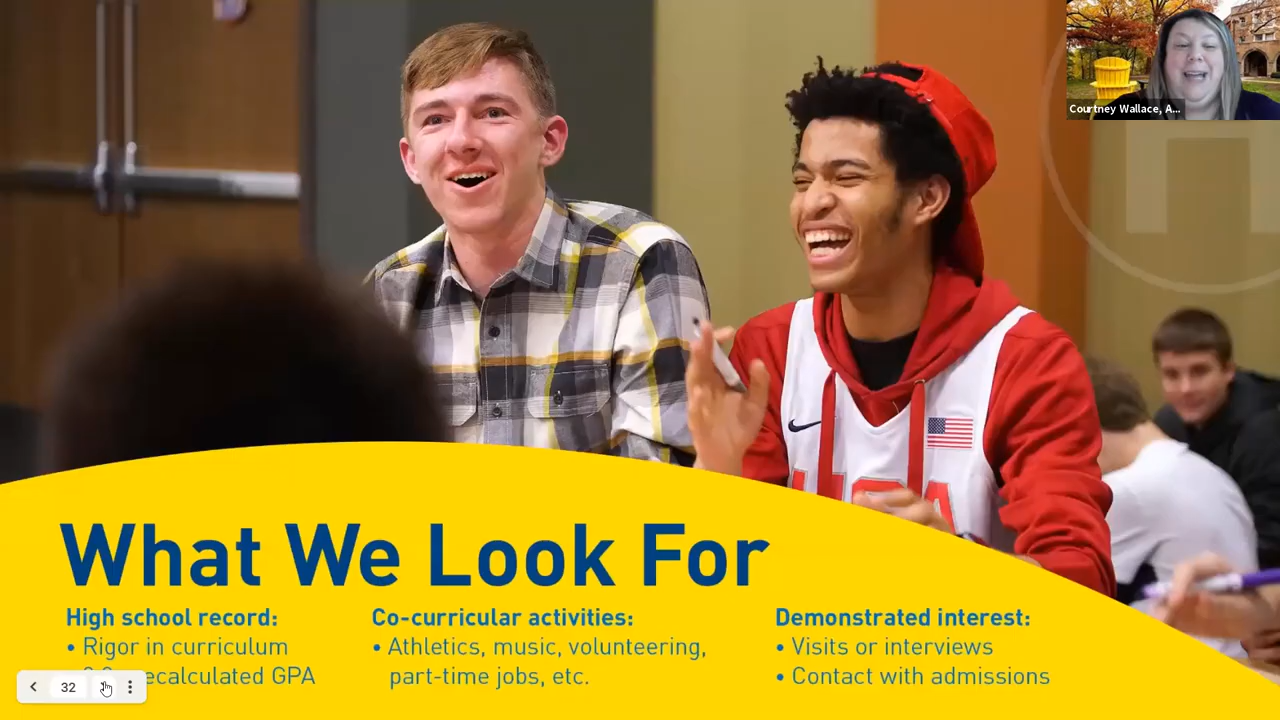 Courtney Wallace, A...
What We Look For
High school record:
• Rigor in curriculum
ecalculated GPA
Co-curricular activities:
• Athletics, music, volunteering,
part-time jobs, etc.
Demonstrated interest:
• Visits or interviews
• Contact with admissions
32